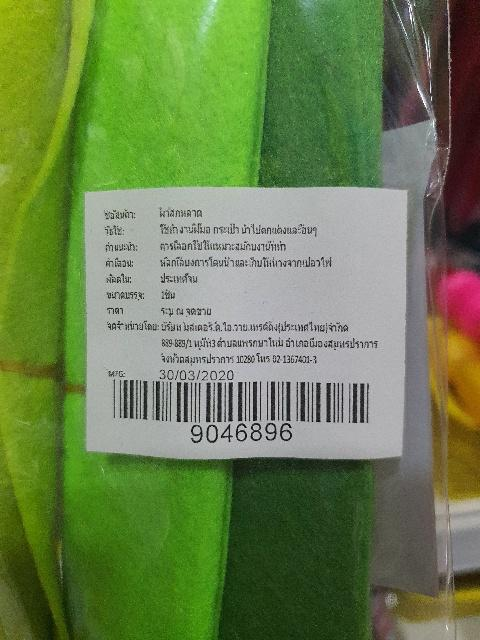 ชื่อสินค้า: ผ้าสักหลาด
วิธีใช้: ใช้ทำงานฝีมือ กระเป๋า นำไปตกแต่งและอื่นๆ
คำแนะนำ: ควรเลือกใช้ให้เหมาะสมกับงานที่ทำ
คำเตือน: หลีกเลี่ยงการโดนน้ำและเก็บให้ห่างจากเปลวไฟ
ผลิตใน: ประเทศจีน
ขนาดบรรจุ: 1ชิ้น
ราคา ระบุ ณ จุดขาย
จัดจำหน่ายโดย: บริษัท มิสเตอร์.ดี.ไอ.วาย.เทรดดิ้ง(ประเทศไทย)จำกัด
889-889/1 หมู่ที่3 ตำบลแพรกษาใหม่ อำเภอเมืองสมุทรปราการ
จังหวัดสมุทรปราการ 10280 โทร 02-1367401-3
MFG: 30/03/2020
9046896